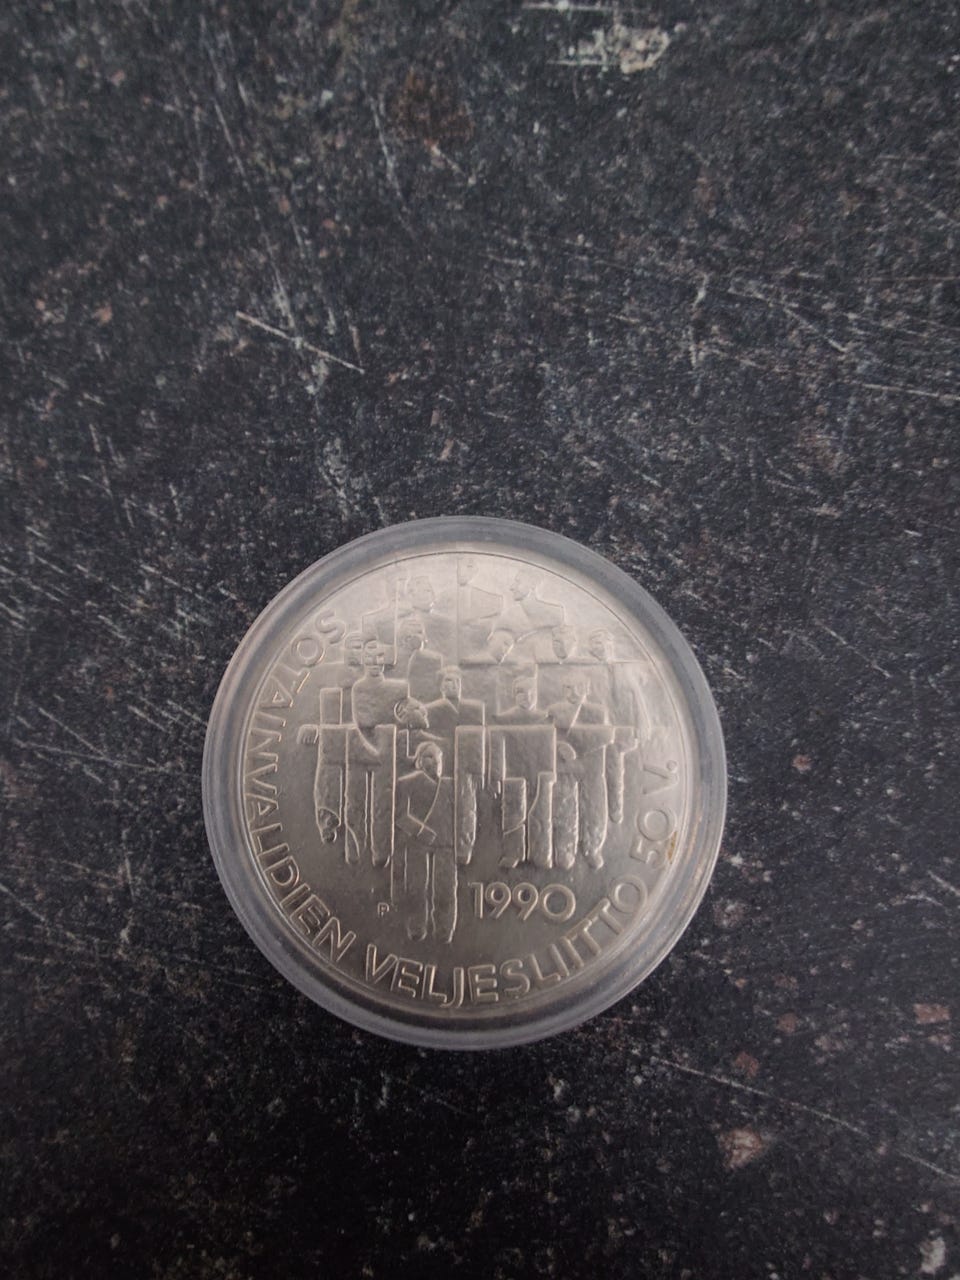 SOTAINVALIDIEN VELJESLIITTO 50 V.
1990
P